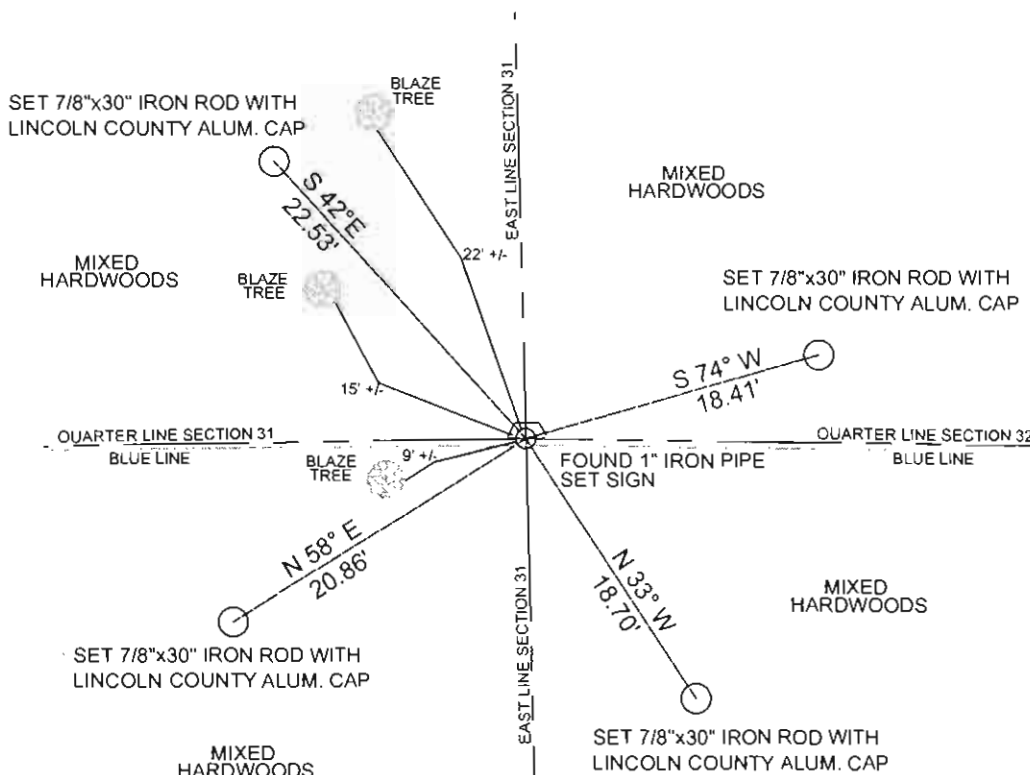 BLAZE
TREE
EAST LINE SECTION 31
SET 7/8"x30" IRON ROD WITH
LINCOLN COUNTY ALUM. CAP
S 42°E
22.53'
MIXED
HARDWOODS
22' +/-
MIXED
HARDWOODS
BLAZE
TREE
SET 7/8"x30" IRON ROD WITH
LINCOLN COUNTY ALUM. CAP
S 74° W
18.41'
15' +/-
QUARTER LINE SECTION 31
BLUE LINE
QUARTER LINE SECTION 32
BLUE LINE
BLAZE
TREE
9' +/-
FOUND 1" IRON PIPE
SET SIGN
N 58° E
20.86'
N 33° W
18.70'
EAST LINE SECTION 31
MIXED
HARDWOODS
SET 7/8"x30" IRON ROD WITH
LINCOLN COUNTY ALUM. CAP
SET 7/8"x30" IRON ROD WITH
LINCOLN COUNTY ALUM. CAP
MIXED
HARDWOODS